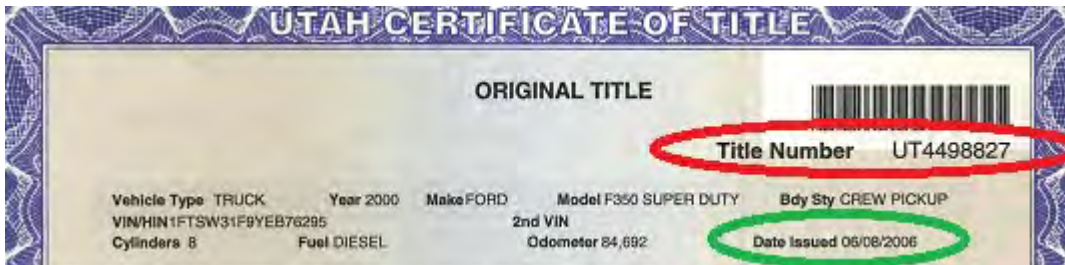 UTAH CERTIFICATE OF TITLE
ORIGINAL TITLE
Title Number UT4498827
Vehicle Type TRUCK Year 2000 Make FORD Model F350 SUPER DUTY Bdy Sty CREW PICKUP
VIN/HIN 1FTSW31F9YEB76295 2nd VIN
Cylinders 8 Fuel DIESEL Odometer 84,692 Date Issued 06/08/2006